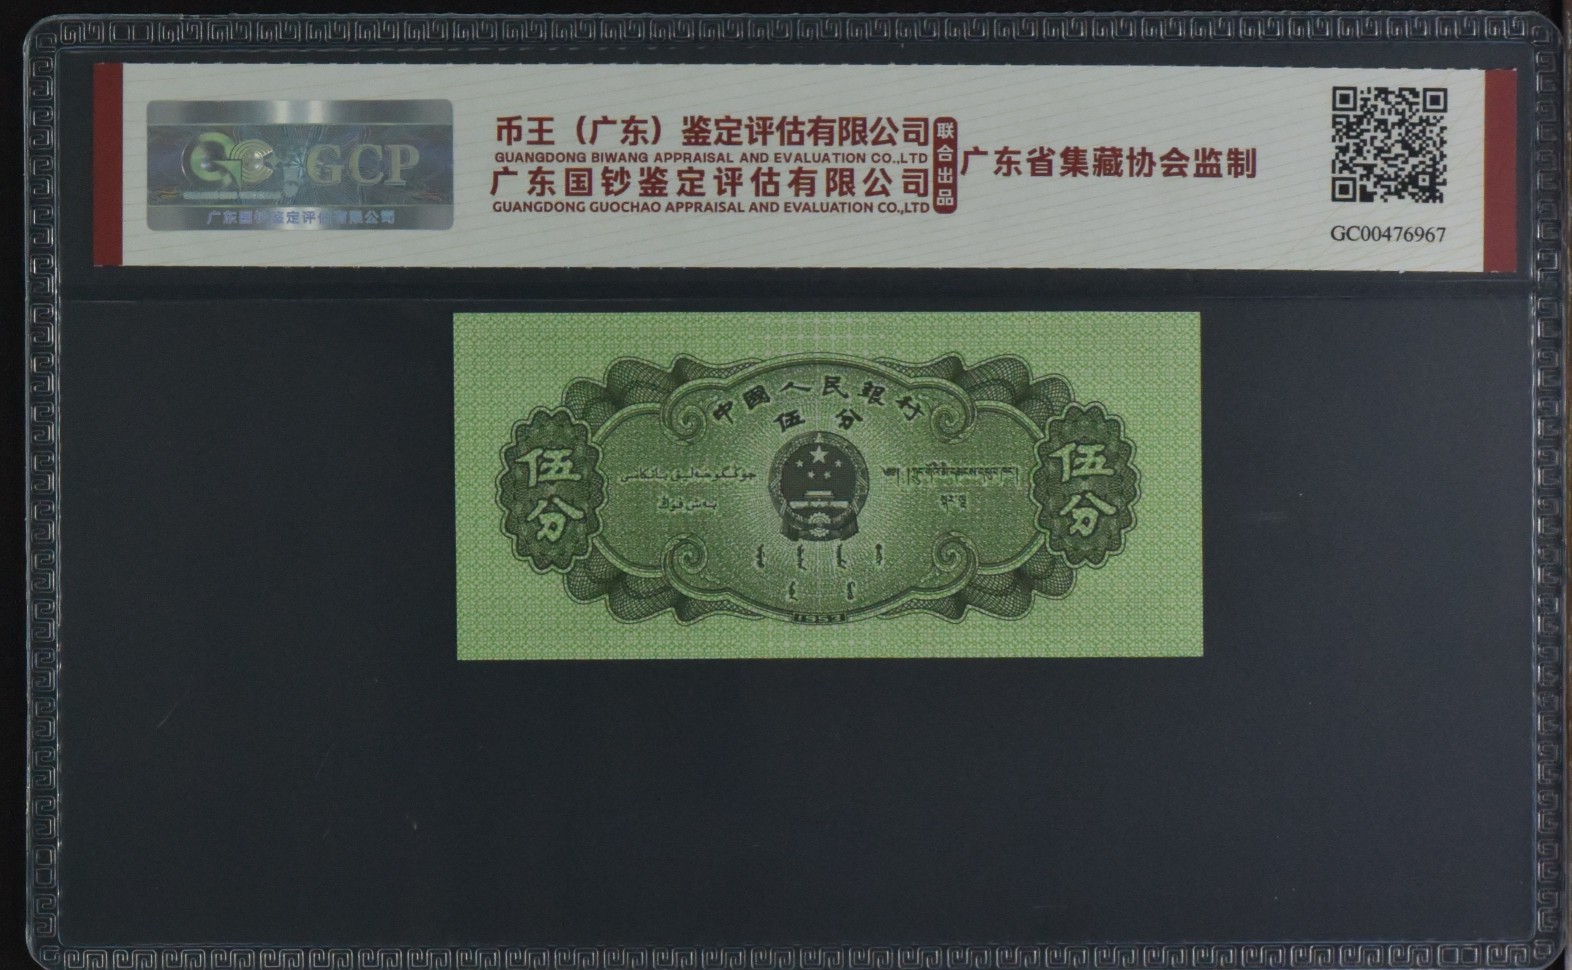 GCP
广东国钞鉴定评估有限公司
币王（广东）鉴定评估有限公司
GUANGDONG BIWANG APPRAISAL AND EVALUATION CO.,LTD
广东国钞鉴定评估有限公司
GUANGDONG GUOCHAO APPRAISAL AND EVALUATION CO.,LTD
联合出品
广东省集藏协会监制
GC00476967
中國人民銀行
伍分
伍分
伍分
1953